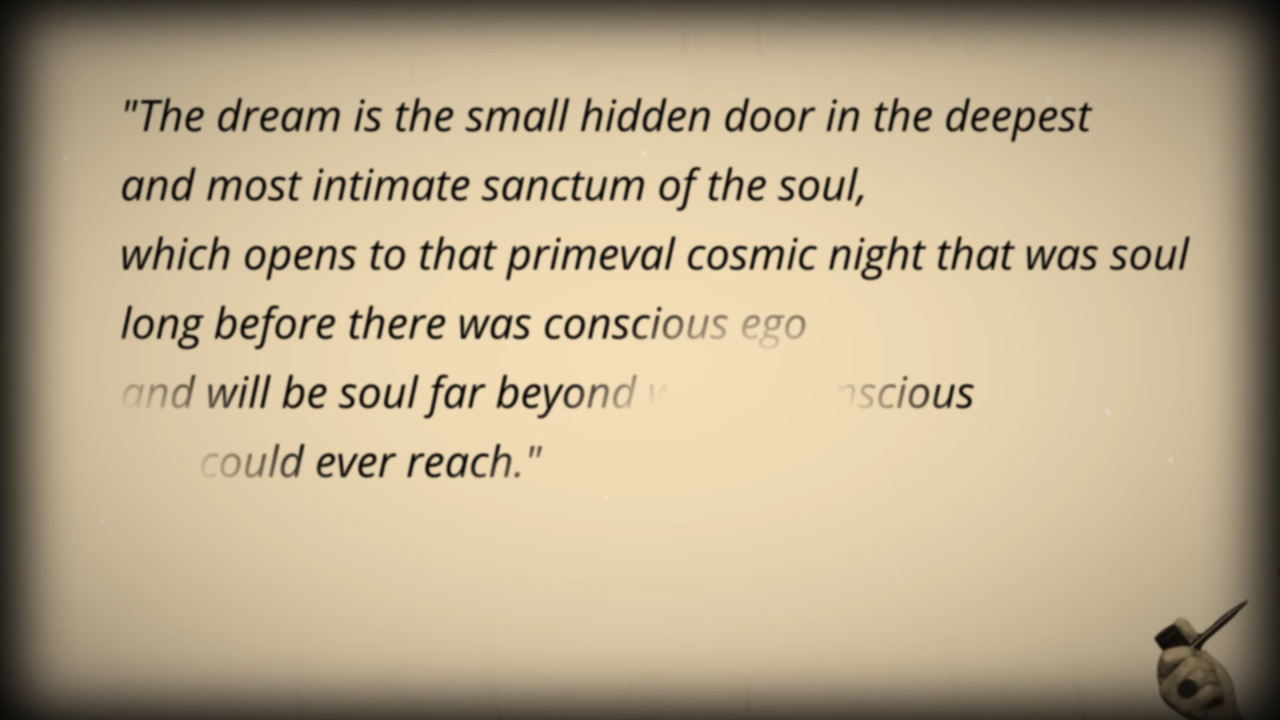 "The dream is the small hidden door in the deepest
and most intimate sanctum of the soul,
which opens to that primeval cosmic night that was soul
long before there was conscious ego
and will be soul far beyond nscious
could ever reach."